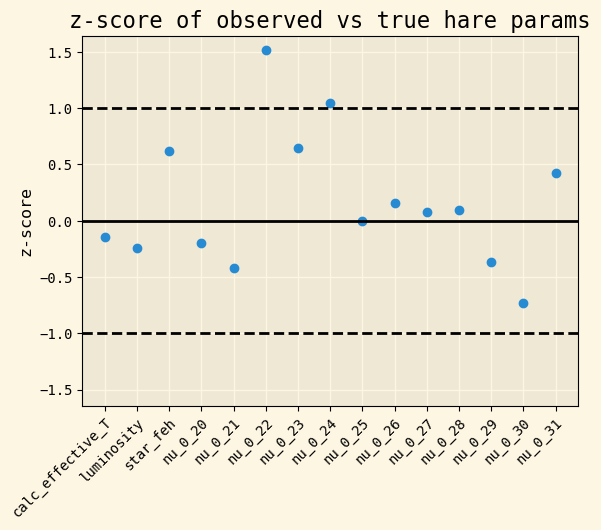 z-score of observed vs true hare params
z-score
1.5
1.0
0.5
0.0
−0.5
−1.0
−1.5
calc_effective_T
luminosity
star_feh
nu_0_20
nu_0_21
nu_0_22
nu_0_23
nu_0_24
nu_0_25
nu_0_26
nu_0_27
nu_0_28
nu_0_29
nu_0_30
nu_0_31